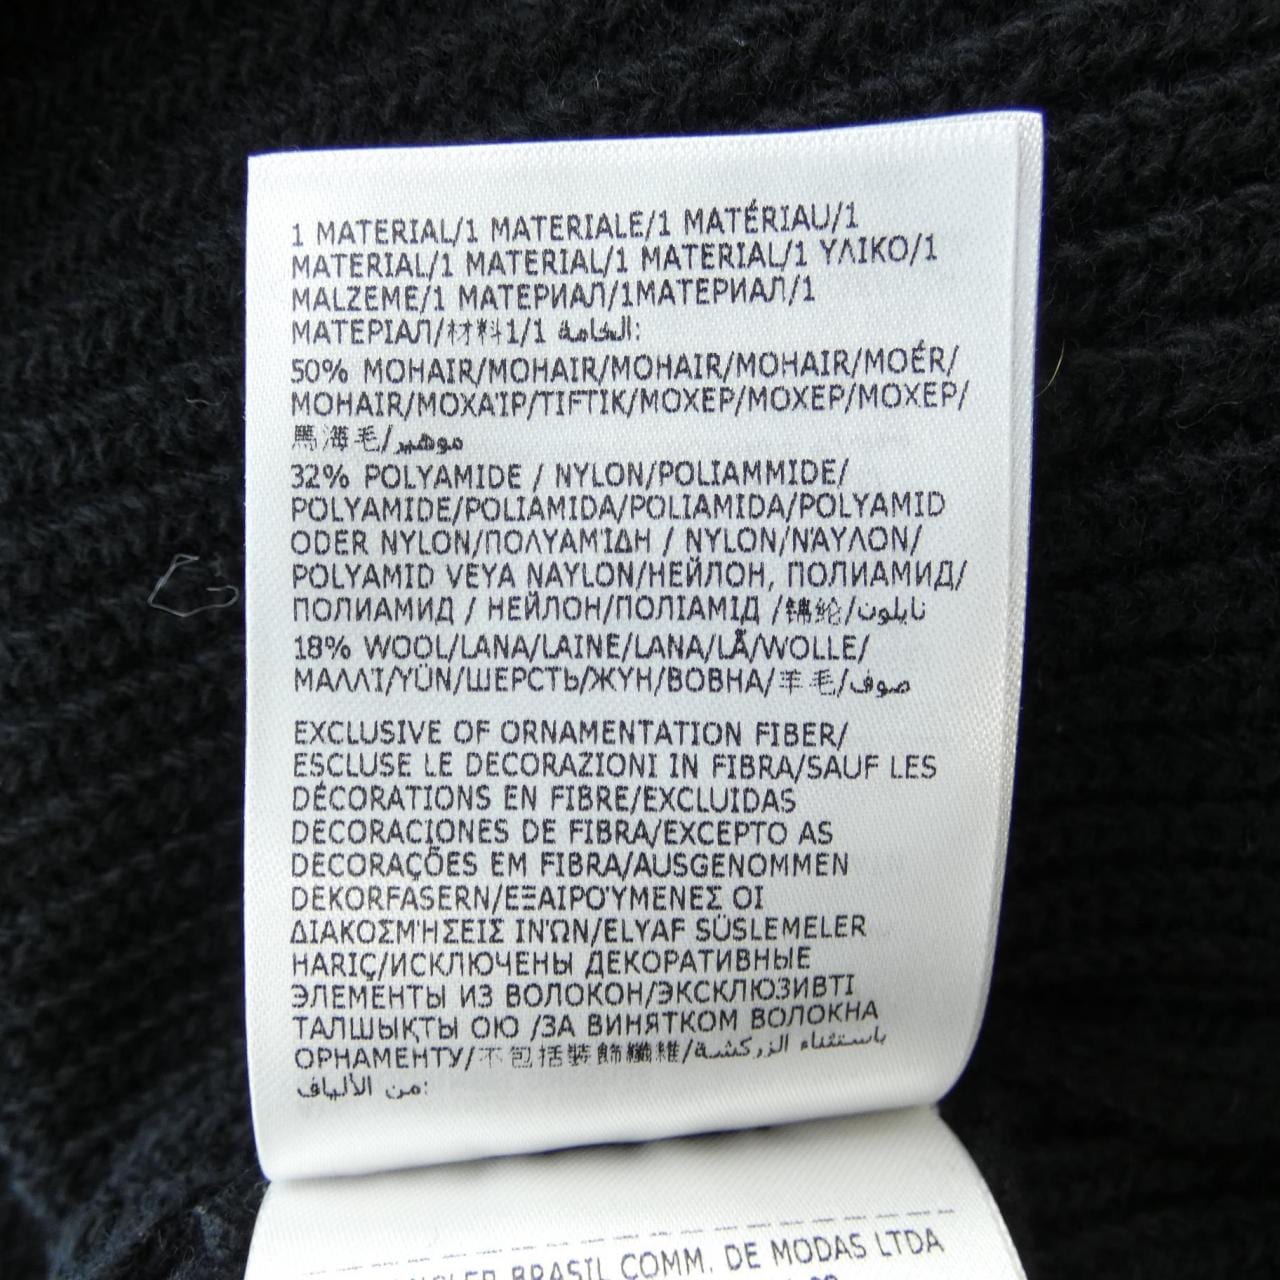 1 MATERIAL/1 MATERIALE/1 MATÉRIAU/1
MATERIAL/1 MATERIAL/1 MATERIAL/1 ΥΛΙΚΟ/1
MALZEME/1 МАТЕРИАЛ/1МАТЕРИАЛ/1
МАТЕРІАЛ/材料1/1 الخامة:
50% MOHAIR/MOHAIR/MOHAIR/MOHAIR/MOÉR/
MOHAIR/ΜΟΧΑΊΡ/TIFTIK/МОХЕР/МОХЕР/МОХЕР/
馬海毛/موهير
32% POLYAMIDE / NYLON/POLIAMMIDE/
POLYAMIDE/POLIAMIDA/POLIAMIDA/POLYAMID
ODER NYLON/ΠΟΛΥΑΜΊΔΗ / NYLON/ΝΆΥΛΟΝ/
POLYAMID VEYA NAYLON/НЕЙЛОН, ПОЛИАМИД/
ПОЛИАМИД / НЕЙЛОН/ПОЛІАМІД /锦纶/نايلون
18% WOOL/LANA/LAINE/LANA/LÃ/WOLLE/
ΜΑΛΛΊ/YÜN/ШЕРСТЬ/ЖҮН/ВОВНА/羊毛/صوف
EXCLUSIVE OF ORNAMENTATION FIBER/
ESCLUSE LE DECORAZIONI IN FIBRA/SAUF LES
DÉCORATIONS EN FIBRE/EXCLUIDAS
DECORACIONES DE FIBRA/EXCEPTO AS
DECORAÇÕES EM FIBRA/AUSGENOMMEN
DEKORFASERN/ΕΞΑΙΡΟΎΜΕΝΕΣ ΟΙ
ΔΙΑΚΟΣΜΉΣΕΙΣ ΙΝΏΝ/ELYAF SÜSLEMELER
HARIÇ/ИСКЛЮЧЕНЫ ДЕКОРАТИВНЫЕ
ЭЛЕМЕНТЫ ИЗ ВОЛОКОН/ЭКСКЛЮЗИВТІ
ТАЛШЫҚТЫ ОЮ /ЗА ВИНЯТКОМ ВОЛОКНА
ОРНАМЕНТУ/不包括裝飾纖維/باستثناء الزركشة
من الألياف:
BRASIL COMM. DE MODAS LTDA